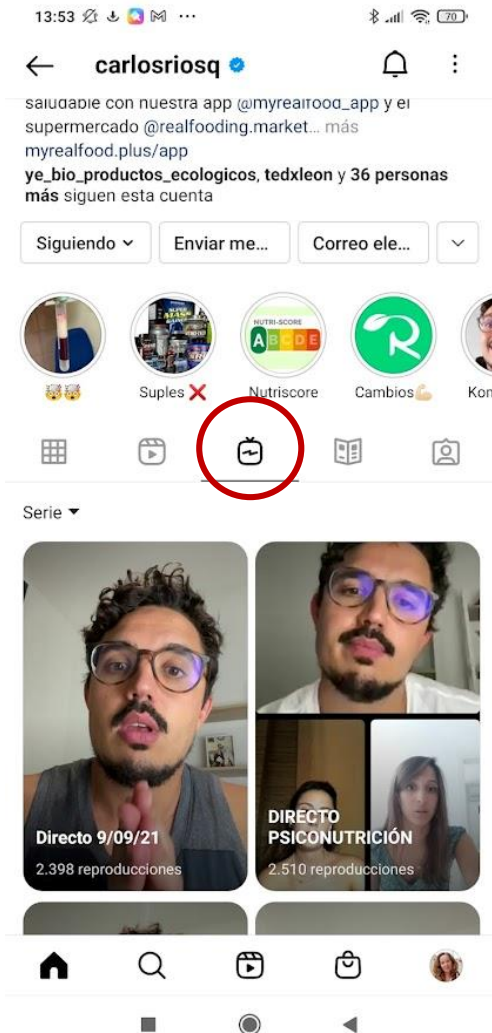 13:53
70
carlosriosq
saludable con nuestra app @myrealfood_app y el
supermercado @realfooding.market... más
myrealfood.plus/app
ye_bio_productos_ecologicos, tedxleon y 36 personas
más siguen esta cuenta
Siguiendo
Enviar me...
Correo ele...
NUTRI-SCORE
A B C D E
Suples
Nutriscore
Cambios
Kon
Serie
Directo 9/09/21
2.398 reproducciones
DIRECTO
PSICONUTRICIÓN
2.510 reproducciones